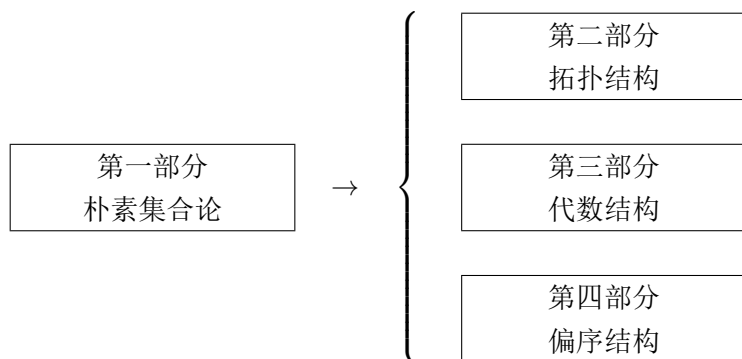 第一部分
朴素集合论
→
第二部分
拓扑结构
第三部分
代数结构
第四部分
偏序结构